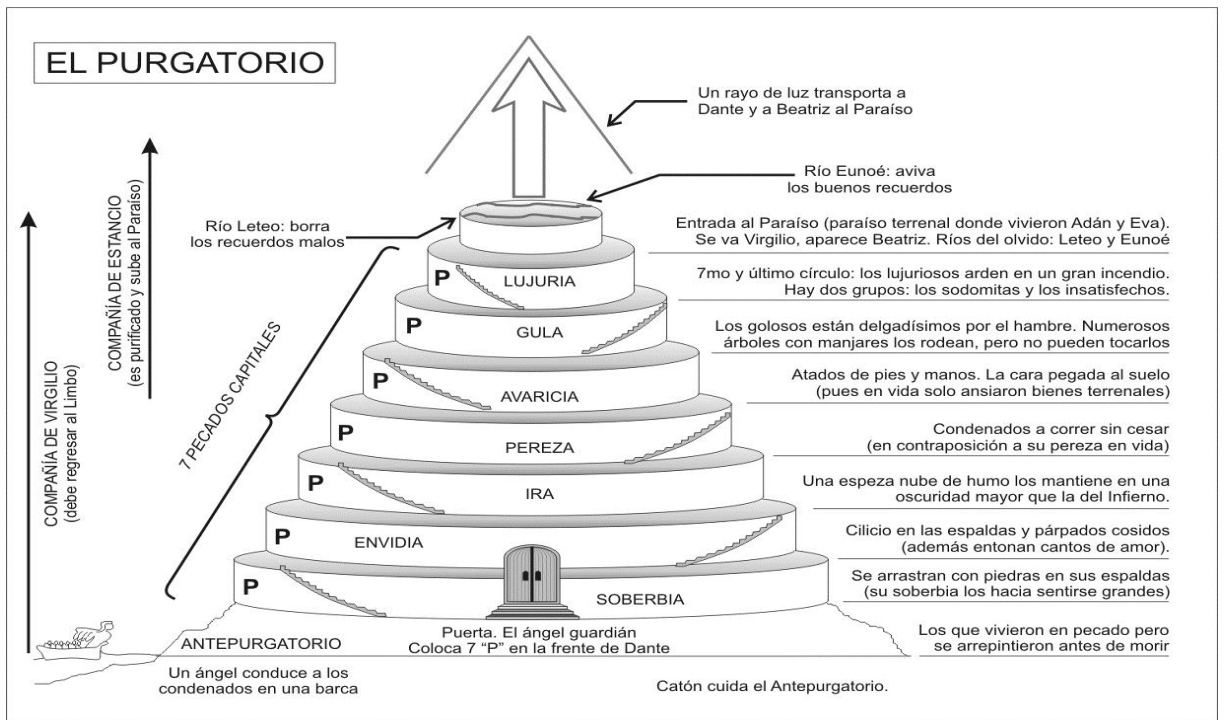 EL PURGATORIO
Un rayo de luz transporta a
Dante y a Beatriz al Paraíso
Río Eunoé: aviva
los buenos recuerdos
Río Leteo: borra
los recuerdos malos
COMPAÑÍA DE VIRGILIO
(debe regresar al Limbo)
COMPAÑÍA DE ESTANCIO
(es purificado y sube al Paraíso)
7 PECADOS CAPITALES
Entrada al Paraíso (paraíso terrenal donde vivieron Adán y Eva).
Se va Virgilio, aparece Beatriz. Ríos del olvido: Leteo y Eunoé
P
LUJURIA
7mo y último círculo: los lujuriosos arden en un gran incendio.
Hay dos grupos: los sodomitas y los insatisfechos.
P
GULA
Los golosos están delgadísimos por el hambre. Numerosos
árboles con manjares los rodean, pero no pueden tocarlos
P
AVARICIA
Atados de pies y manos. La cara pegada al suelo
(pues en vida solo ansiaron bienes terrenales)
P
PEREZA
Condenados a correr sin cesar
(en contraposición a su pereza en vida)
P
IRA
Una espeza nube de humo los mantiene en una
oscuridad mayor que la del Infierno.
P
ENVIDIA
Cilicio en las espaldas y párpados cosidos
(además entonan cantos de amor).
P
SOBERBIA
Se arrastran con piedras en sus espaldas
(su soberbia los hacia sentirse grandes)
ANTEPURGATORIO
Puerta. El ángel guardián
Coloca 7 “P” en la frente de Dante
Los que vivieron en pecado pero
se arrepintieron antes de morir
Un ángel conduce a los
condenados en una barca
Catón cuida el Antepurgatorio.